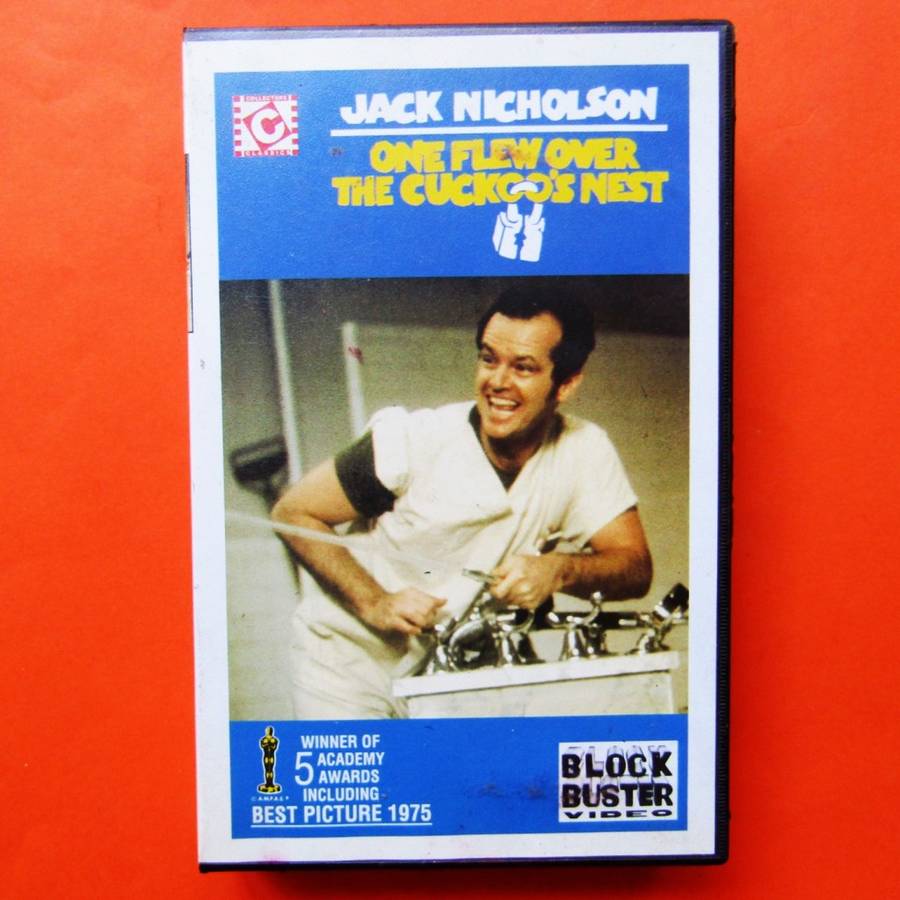 COLLECTORS
C
CLASSICS
JACK NICHOLSON
ONE FLEW OVER
THE CUCKOO'S NEST
WINNER OF
5 ACADEMY
AWARDS
INCLUDING
BEST PICTURE 1975
© A.M.P.A.S.®
BLOCK
BUSTER
VIDEO